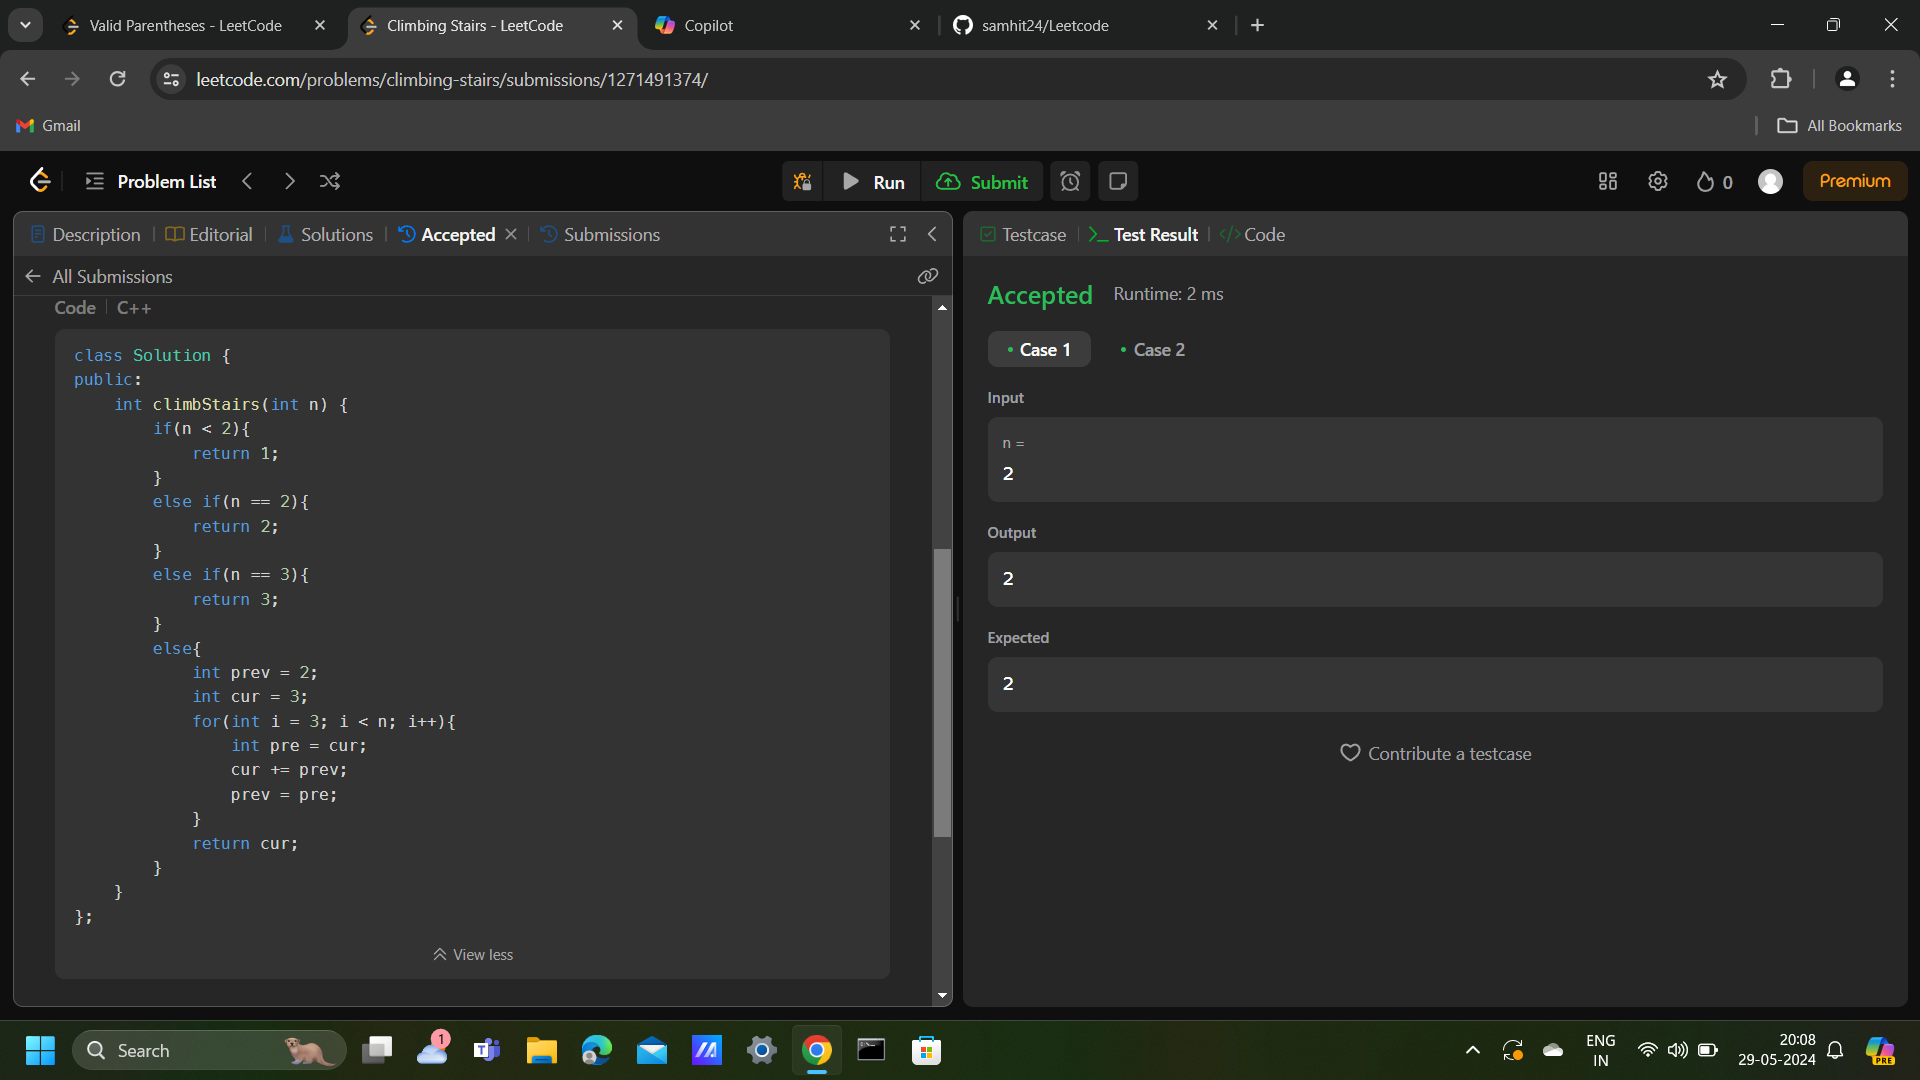 Valid Parentheses - LeetCode
Climbing Stairs - LeetCode
Copilot
samhit24/Leetcode
leetcode.com/problems/climbing-stairs/submissions/1271491374/
Gmail
All Bookmarks
Problem List
Run
Submit
0
Premium
Description
Editorial
Solutions
Accepted
Submissions
Testcase
Test Result
Code
All Submissions
Code
C++
class Solution {
public:
    int climbStairs(int n) {
        if(n < 2){
            return 1;
        }
        else if(n == 2){
            return 2;
        }
        else if(n == 3){
            return 3;
        }
        else{
            int prev = 2;
            int cur = 3;
            for(int i = 3; i < n; i++){
                int pre = cur;
                cur += prev;
                prev = pre;
            }
            return cur;
        }
    }
};
View less
Accepted
Runtime: 2 ms
Case 1
Case 2
Input
n =
2
Output
2
Expected
2
Contribute a testcase
Search
1
ENG
IN
20:08
29-05-2024
PRE